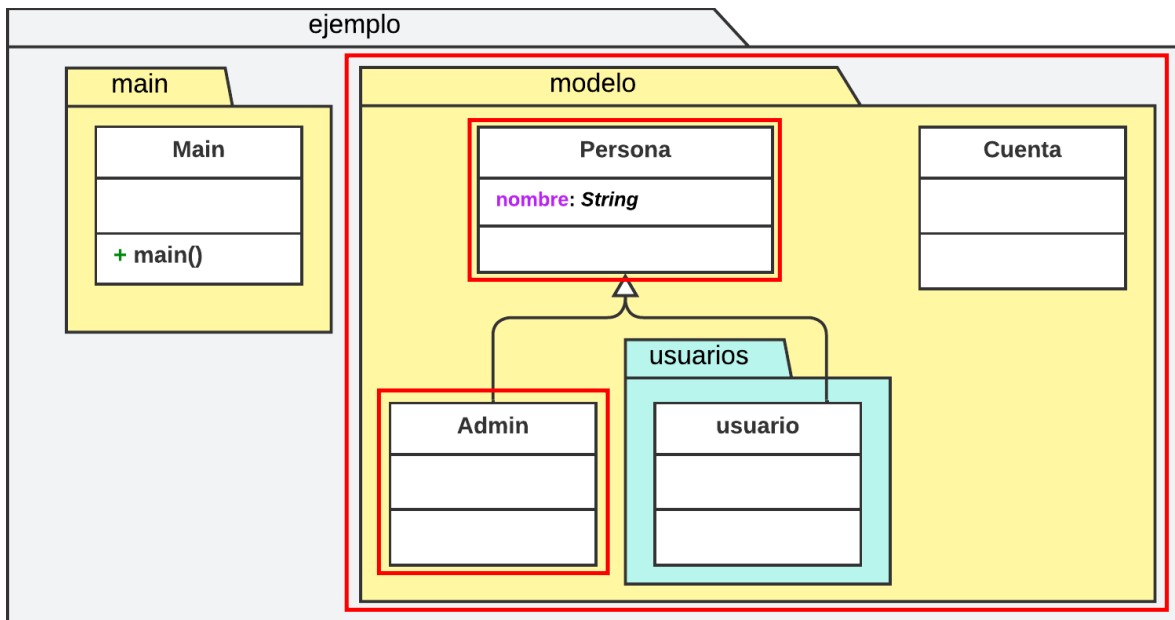 ejemplo
main
Main
+ main()
modelo
Persona
nombre: String
Cuenta
Admin
usuarios
usuario